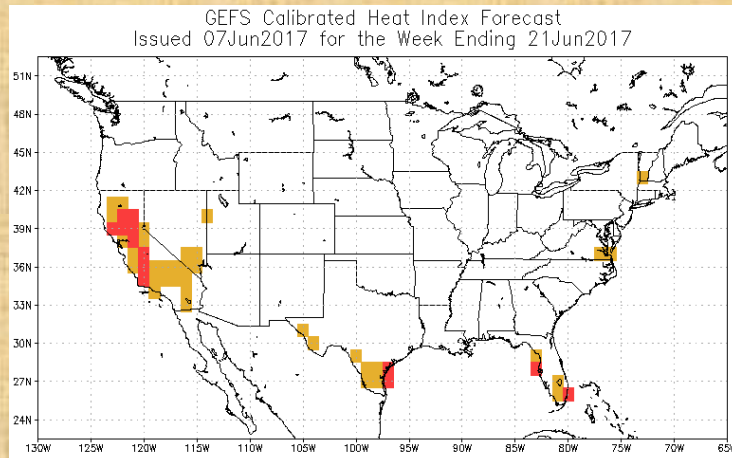 GEFS Calibrated Heat Index Forecast
Issued 07Jun2017 for the Week Ending 21Jun2017
51N
48N
45N
42N
39N
36N
33N
30N
27N
24N
130W 125W 120W 115W 110W 105W 100W 95W 90W 85W 80W 75W 70W 65W